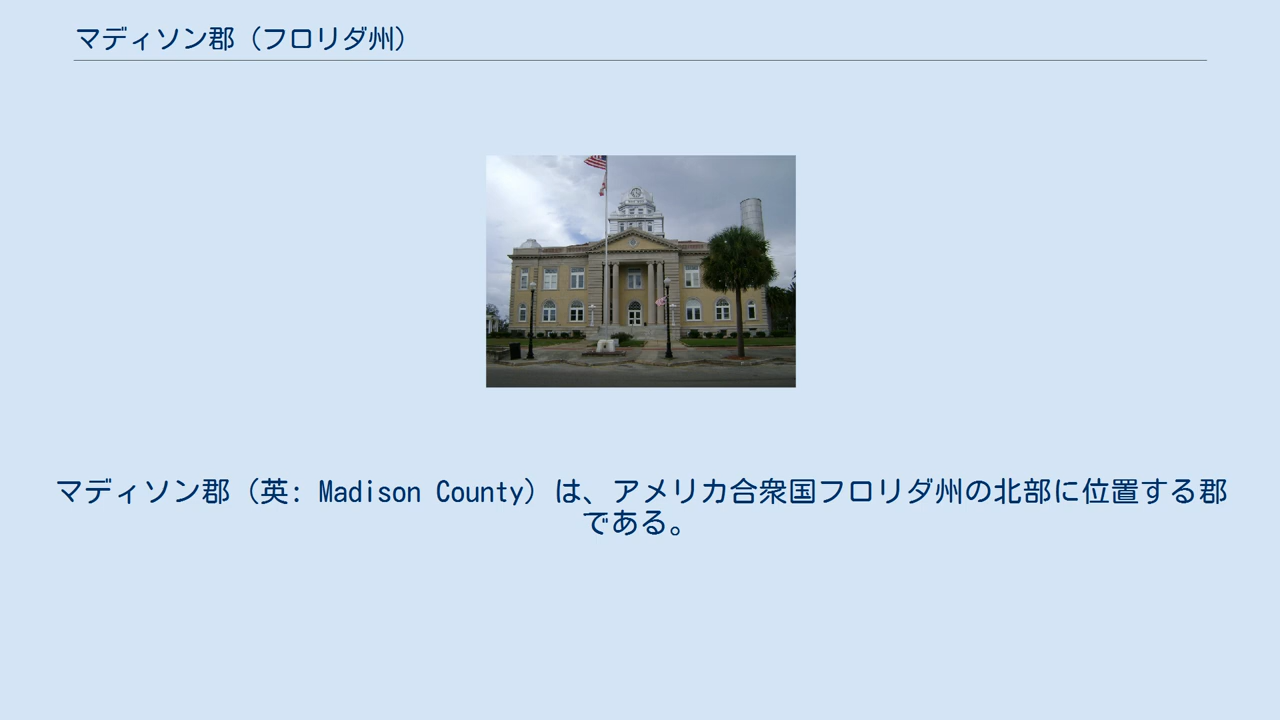 マディソン郡（フロリダ州）
マディソン郡（英: Madison County）は、アメリカ合衆国フロリダ州の北部に位置する郡
である。